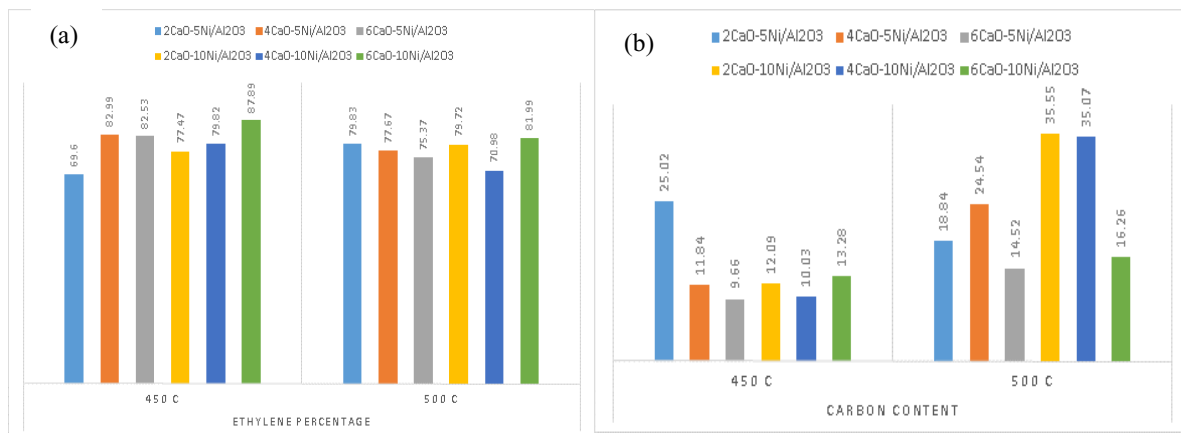 (a)
2CaO-5Ni/Al2O3 4CaO-5Ni/Al2O3 6CaO-5Ni/Al2O3
2CaO-10Ni/Al2O3 4CaO-10Ni/Al2O3 6CaO-10Ni/Al2O3
69.6
82.99
82.53
77.47
79.82
87.89
79.83
77.67
75.37
79.72
70.98
81.99
450 C 500 C
ETHYLENE PERCENTAGE
(b)
2CaO-5Ni/Al2O3 4CaO-5Ni/Al2O3 6CaO-5Ni/Al2O3
2CaO-10Ni/Al2O3 4CaO-10Ni/Al2O3 6CaO-10Ni/Al2O3
25.02
11.84
9.66
12.09
10.03
13.28
18.84
24.54
14.52
35.55
35.07
16.26
450 C 500 C
CARBON CONTENT